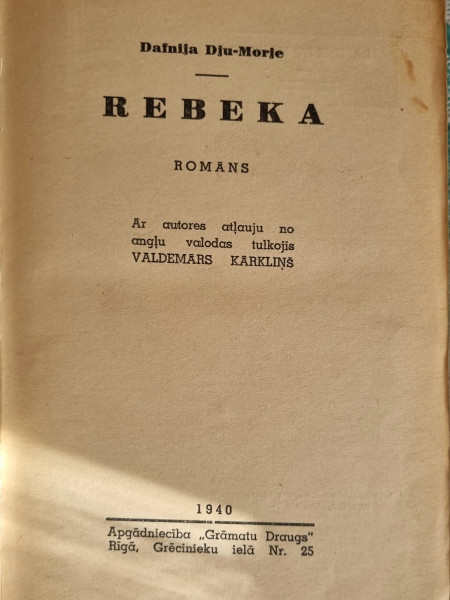 Dafnija Dju-Morje
REBEKA
ROMĀNS
Ar autores atļauju no
angļu valodas tulkojis
VALDEMĀRS KĀRKLIŅŠ
1940
Apgādniecība „Grāmatu Draugs"
Rīgā, Grēcinieku ielā Nr. 25